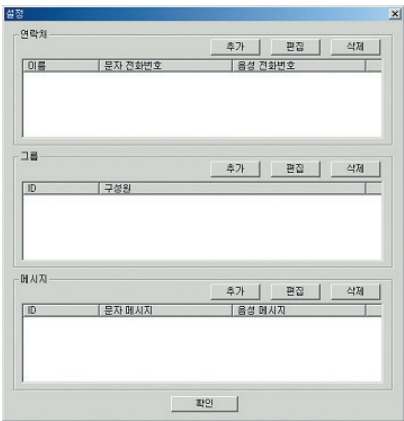 설정
연락처
추가 편집 삭제
이름 문자 전화번호 음성 전화번호
그룹
추가 편집 삭제
ID 구성원
메시지
추가 편집 삭제
ID 문자 메시지 음성 메시지
확인